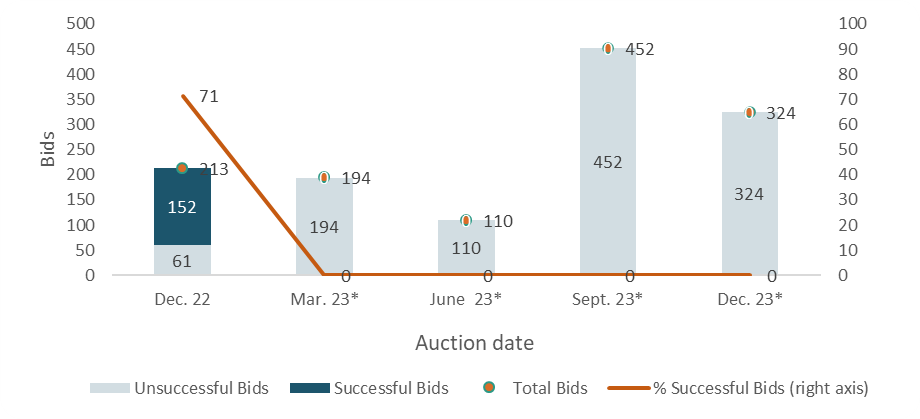 500 100
450 452 90
400 80
350 71 70
300 324 60
250 50
200 213 194 452 40
150 152 194 110 324 30
100 110 20
50 61 10
0 0 0 0 0 0
Bids
Dec. 22 Mar. 23* June 23* Sept. 23* Dec. 23*
Auction date
Unsuccessful Bids Successful Bids Total Bids % Successful Bids (right axis)